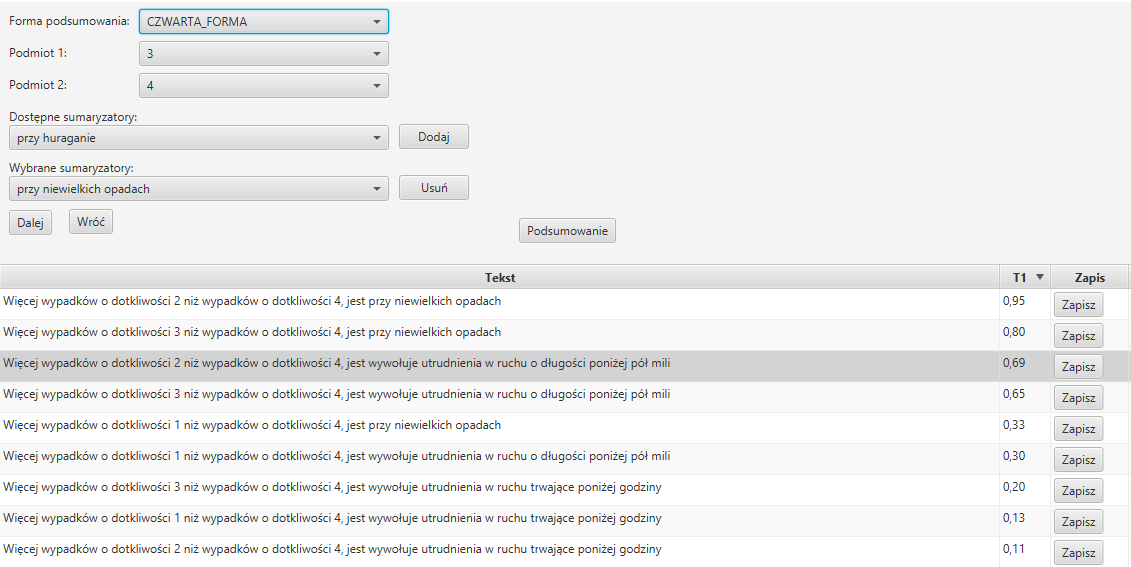 Forma podsumowania: CZWARTA_FORMA
Podmiot 1: 3
Podmiot 2: 4
Dostępne sumaryzatory:
przy huraganie Dodaj
Wybrane sumaryzatory:
przy niewielkich opadach Usuń
Dalej Wróć
Podsumowanie
Tekst T1 Zapis
Więcej wypadków o dotkliwości 2 niż wypadków o dotkliwości 4, jest przy niewielkich opadach 0,95 Zapisz
Więcej wypadków o dotkliwości 3 niż wypadków o dotkliwości 4, jest przy niewielkich opadach 0,80 Zapisz
Więcej wypadków o dotkliwości 2 niż wypadków o dotkliwości 4, jest wywołuje utrudnienia w ruchu o długości poniżej pół mili 0,69 Zapisz
Więcej wypadków o dotkliwości 3 niż wypadków o dotkliwości 4, jest wywołuje utrudnienia w ruchu o długości poniżej pół mili 0,65 Zapisz
Więcej wypadków o dotkliwości 1 niż wypadków o dotkliwości 4, jest przy niewielkich opadach 0,33 Zapisz
Więcej wypadków o dotkliwości 1 niż wypadków o dotkliwości 4, jest wywołuje utrudnienia w ruchu o długości poniżej pół mili 0,30 Zapisz
Więcej wypadków o dotkliwości 3 niż wypadków o dotkliwości 4, jest wywołuje utrudnienia w ruchu trwające poniżej godziny 0,20 Zapisz
Więcej wypadków o dotkliwości 1 niż wypadków o dotkliwości 4, jest wywołuje utrudnienia w ruchu trwające poniżej godziny 0,13 Zapisz
Więcej wypadków o dotkliwości 2 niż wypadków o dotkliwości 4, jest wywołuje utrudnienia w ruchu trwające poniżej godziny 0,11 Zapisz